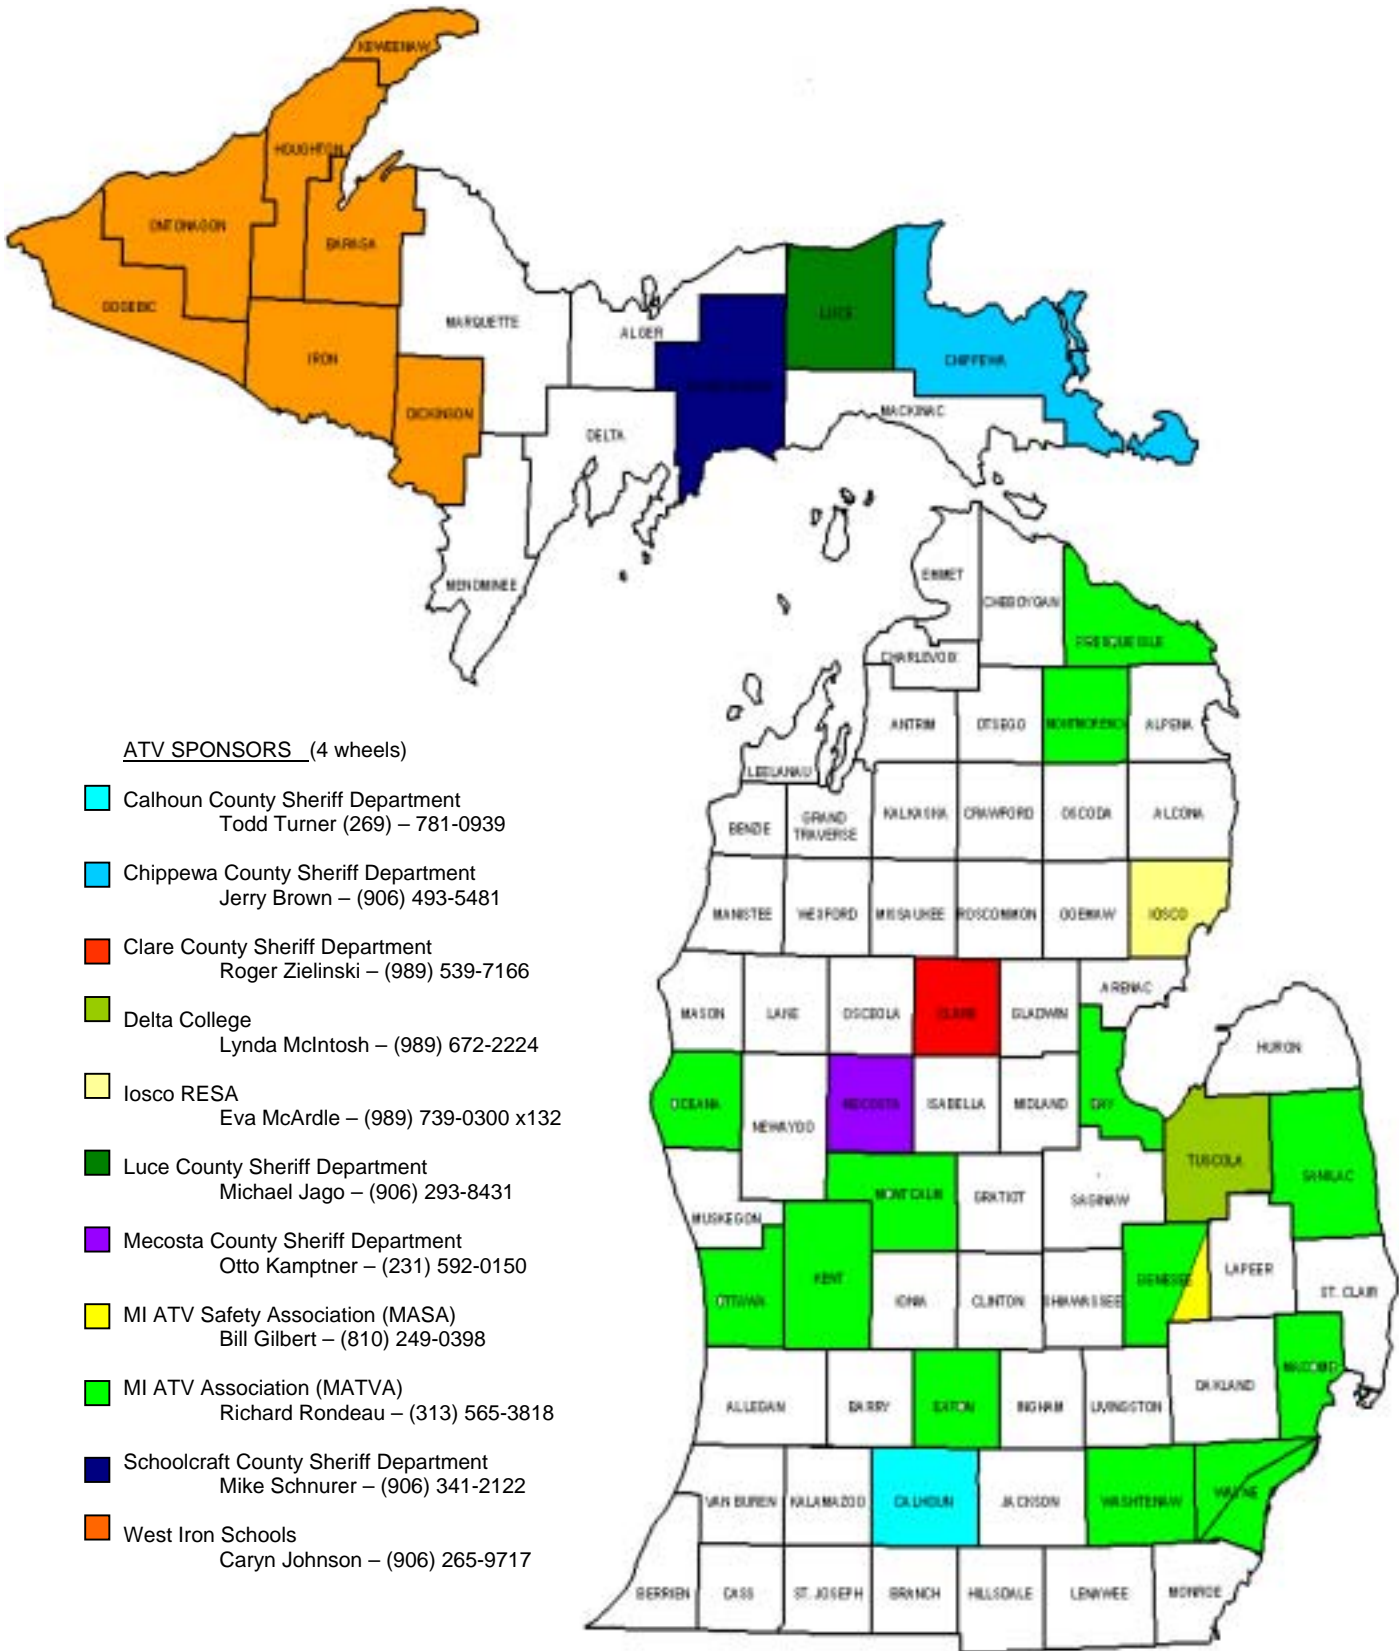 KEWEENAW
HOUGHTON
ONTONAGON
BARAGA
GOGEBIC
MARQUETTE
LUCE
ALGER
IRON
CHIPPEWA
DICKINSON
MACKINAC
DELTA
EMMET
MENOMINEE
CHEBOYGAN
PRESQUE ISLE
CHARLEVOIX
ANTRIM
OTSEGO
MONTMORENCY
ALPENA
ATV SPONSORS (4 wheels)
LEELANAU
Calhoun County Sheriff Department
Todd Turner (269) – 781-0939
BENZIE
GRAND
TRAVERSE
KALKASKA
CRAWFORD
OSCODA
ALCONA
Chippewa County Sheriff Department
Jerry Brown – (906) 493-5481
MANISTEE
WEXFORD
MISSAUKEE
ROSCOMMON
OGEMAW
IOSCO
Clare County Sheriff Department
Roger Zielinski – (989) 539-7166
MASON
LAKE
OSCEOLA
CLARE
GLADWIN
ARENAC
Delta College
Lynda McIntosh – (989) 672-2224
HURON
Iosco RESA
Eva McArdle – (989) 739-0300 x132
OCEANA
NEWAYGO
MECOSTA
ISABELLA
MIDLAND
BAY
TUSCOLA
SANILAC
Luce County Sheriff Department
Michael Jago – (906) 293-8431
MUSKEGON
MONTCALM
GRATIOT
SAGINAW
Mecosta County Sheriff Department
Otto Kamptner – (231) 592-0150
OTTAWA
KENT
IONIA
CLINTON
SHIAWASSEE
GENESEE
LAPEER
ST. CLAIR
MI ATV Safety Association (MASA)
Bill Gilbert – (810) 249-0398
MI ATV Association (MATVA)
Richard Rondeau – (313) 565-3818
ALLEGAN
BARRY
EATON
INGHAM
LIVINGSTON
OAKLAND
MACOMB
Schoolcraft County Sheriff Department
Mike Schnurer – (906) 341-2122
VAN BUREN
KALAMAZOO
CALHOUN
JACKSON
WASHTENAW
WAYNE
West Iron Schools
Caryn Johnson – (906) 265-9717
BERRIEN
CASS
ST. JOSEPH
BRANCH
HILLSDALE
LENAWEE
MONROE